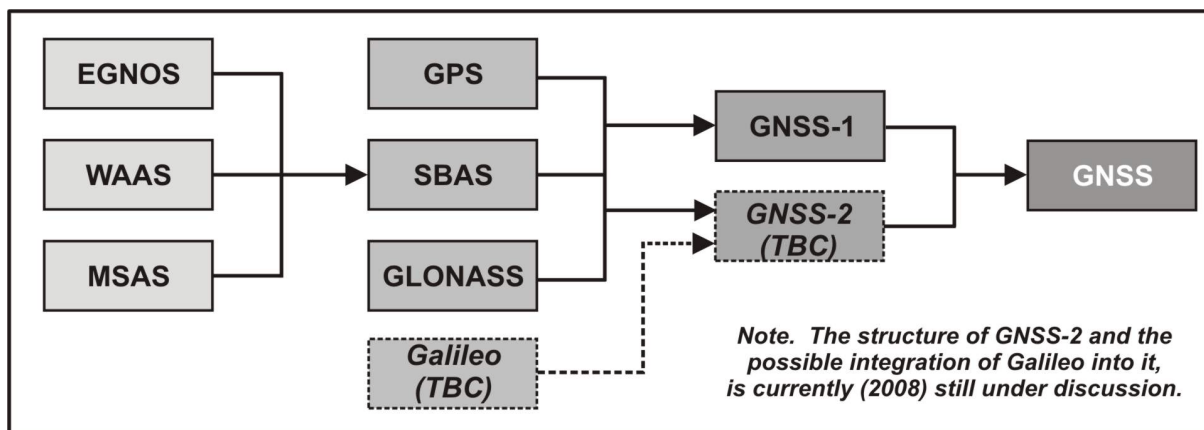 EGNOS
WAAS
MSAS
GPS
SBAS
GLONASS
Galileo
(TBC)
GNSS-1
GNSS-2
(TBC)
GNSS
Note. The structure of GNSS-2 and the
possible integration of Galileo into it,
is currently (2008) still under discussion.